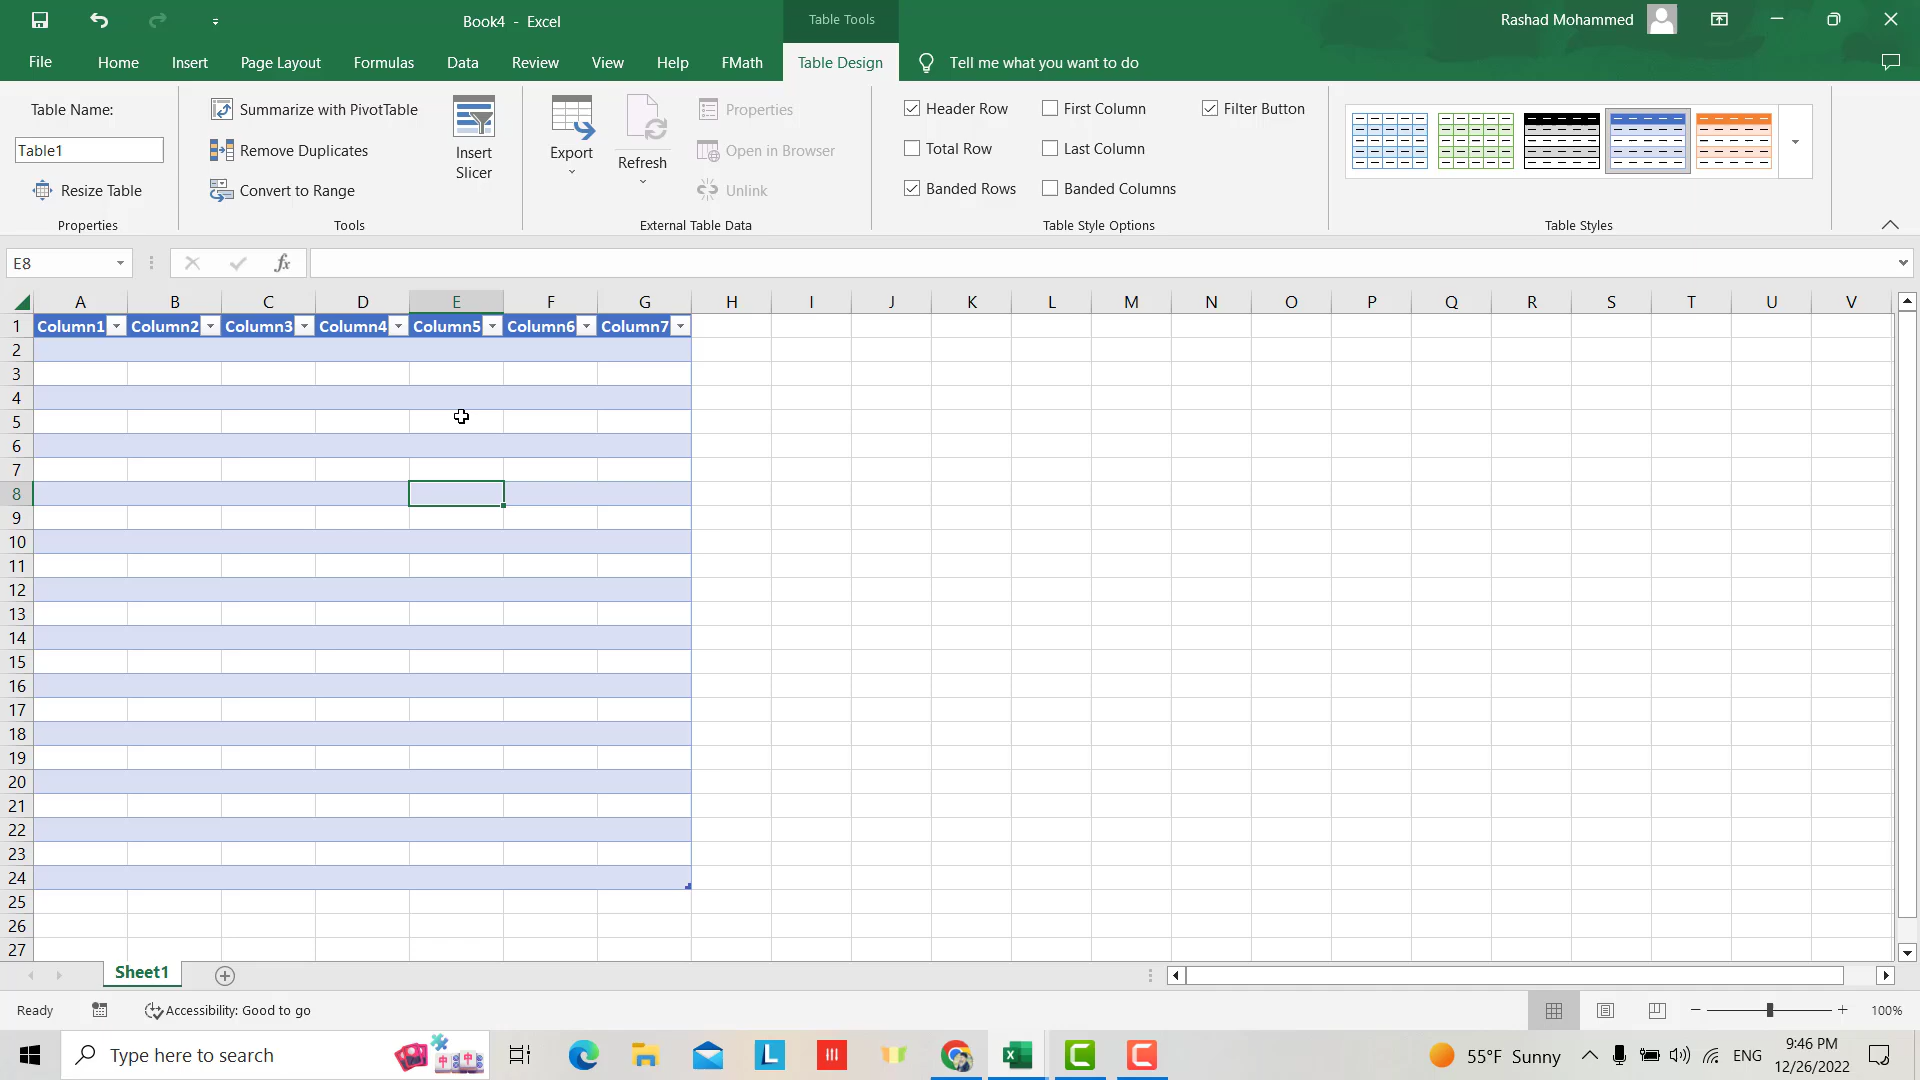 Book4 - Excel
Table Tools
Rashad Mohammed
File Home Insert Page Layout Formulas Data Review View Help FMath Table Design Tell me what you want to do
Table Name:
Table1
Resize Table
Properties
Summarize with PivotTable
Remove Duplicates
Convert to Range
Tools
Insert
Slicer
Export
Refresh
Properties
Open in Browser
Unlink
External Table Data
Header Row First Column Filter Button
Total Row Last Column
Banded Rows Banded Columns
Table Style Options
Table Styles
E8
fx
A B C D E F G H I J K L M N O P Q R S T U V
1 Column1 Column2 Column3 Column4 Column5 Column6 Column7
2
3
4
5
6
7
8
9
10
11
12
13
14
15
16
17
18
19
20
21
22
23
24
25
26
27
Sheet1
Ready Accessibility: Good to go 100%
Type here to search
L
55°F Sunny
ENG
9:46 PM
12/26/2022